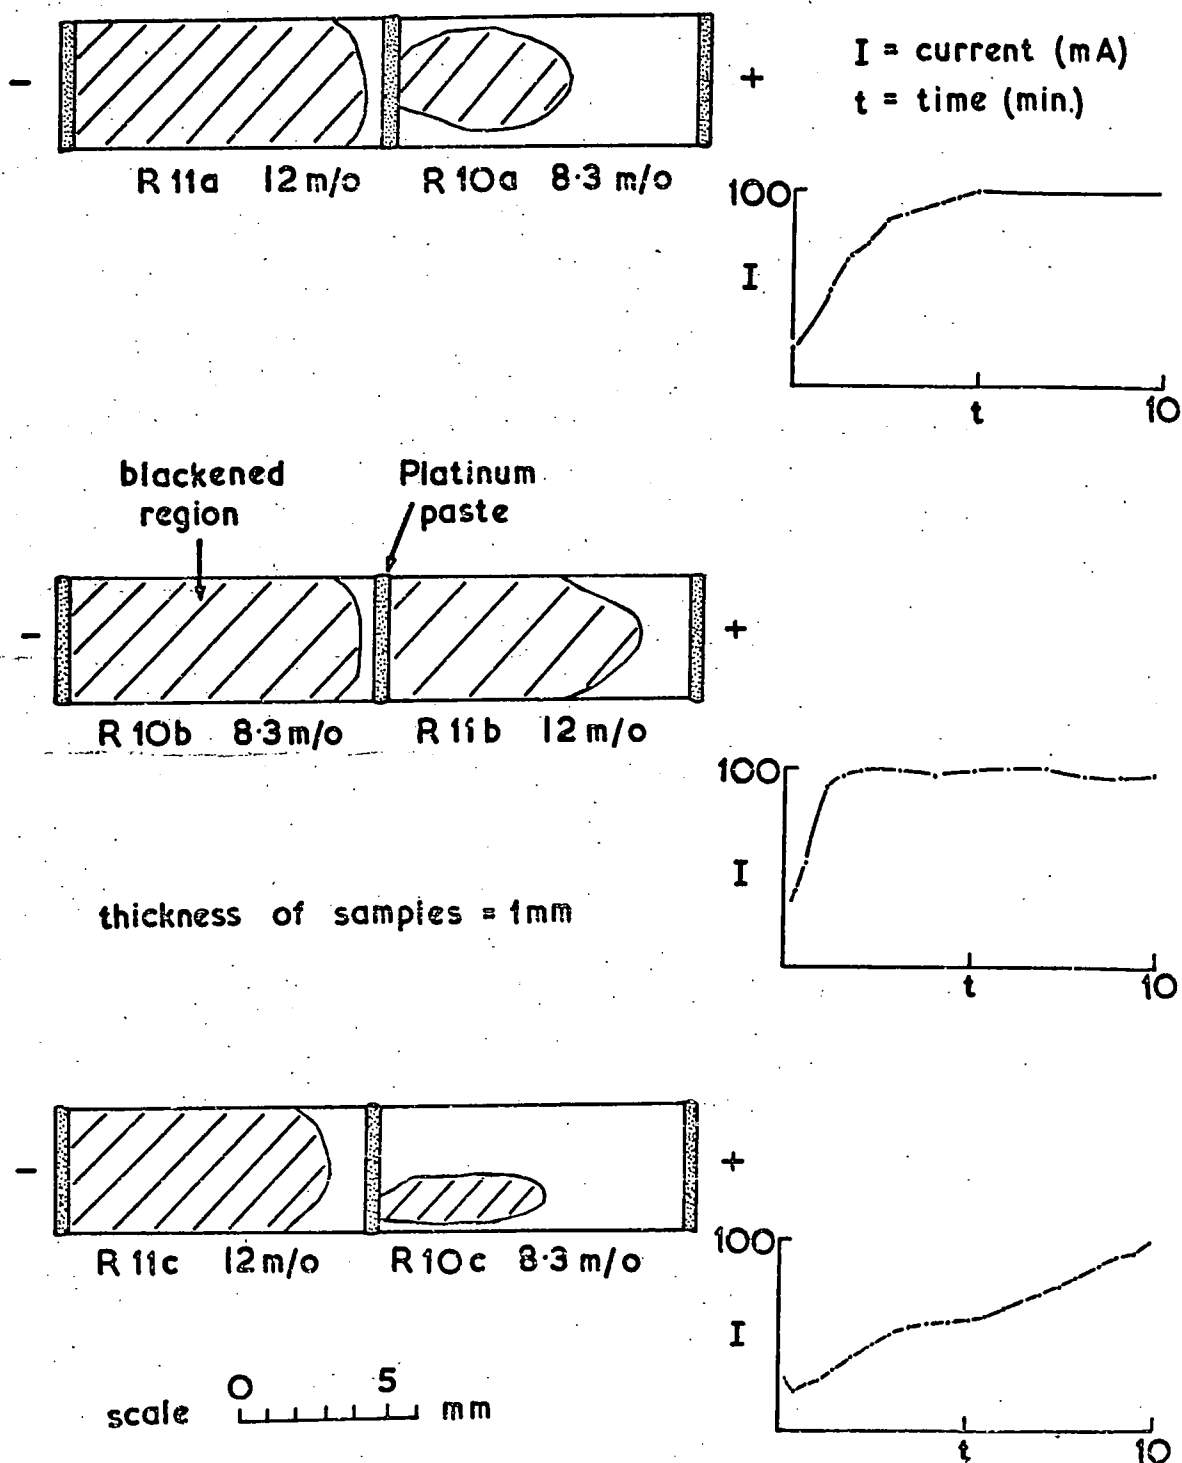 I = current (mA)
t = time (min.)
- +
R 11a 12 m/o R 10a 8·3 m/o
100
I
t 10
blackened region
Platinum paste
- +
R 10b 8·3 m/o R 11b 12 m/o
100
I
t 10
thickness of samples = 1mm
- +
R 11c 12 m/o R 10c 8·3 m/o
100
I
t 10
0 5
scale mm